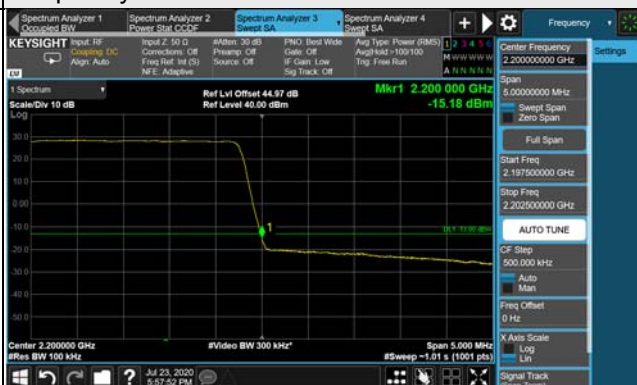 Spectrum Analyzer 1
Occupied BW
Spectrum Analyzer 2
Power Stat CCDF
Spectrum Analyzer 3
Swept SA
Spectrum Analyzer 4
Swept SA
Frequency
KEYSIGHT
Input: RF
Coupling: DC
Align: Auto
Input Z: 50 Ω
Corrections: Off
Freq Ref: Int (S)
NFE: Adaptive
#Atten: 30 dB
Preamp: Off
Source: Off
PNO: Best Wide
Gate: Off
IF Gain: Low
Sig Track: Off
Avg Type: Power (RMS)
Avg|Hold:>100/100
Trig: Free Run
1 2 3 4 5 6
M W W W W W
A N N N N N
LXI
1 Spectrum
Scale/Div 10 dB
Log
Ref Lvl Offset 44.97 dB
Ref Level 40.00 dBm
Mkr1 2.200 000 GHz
-15.18 dBm
30.0
20.0
10.0
0.00
-10.0
-20.0
-30.0
-40.0
-50.0
1
Center 2.200000 GHz
#Res BW 100 kHz
#Video BW 300 kHz*
Span 5.000 MHz
#Sweep ~1.01 s (1001 pts)
Jul 23, 2020
5:57:52 PM
Center Frequency
2.200000000 GHz
Settings
Span
5.00000000 MHz
Swept Span
Zero Span
Full Span
Start Freq
2.197500000 GHz
Stop Freq
2.202500000 GHz
AUTO TUNE
CF Step
500.000 kHz
Auto
Man
Freq Offset
0 Hz
X Axis Scale
Log
Lin
Signal Track